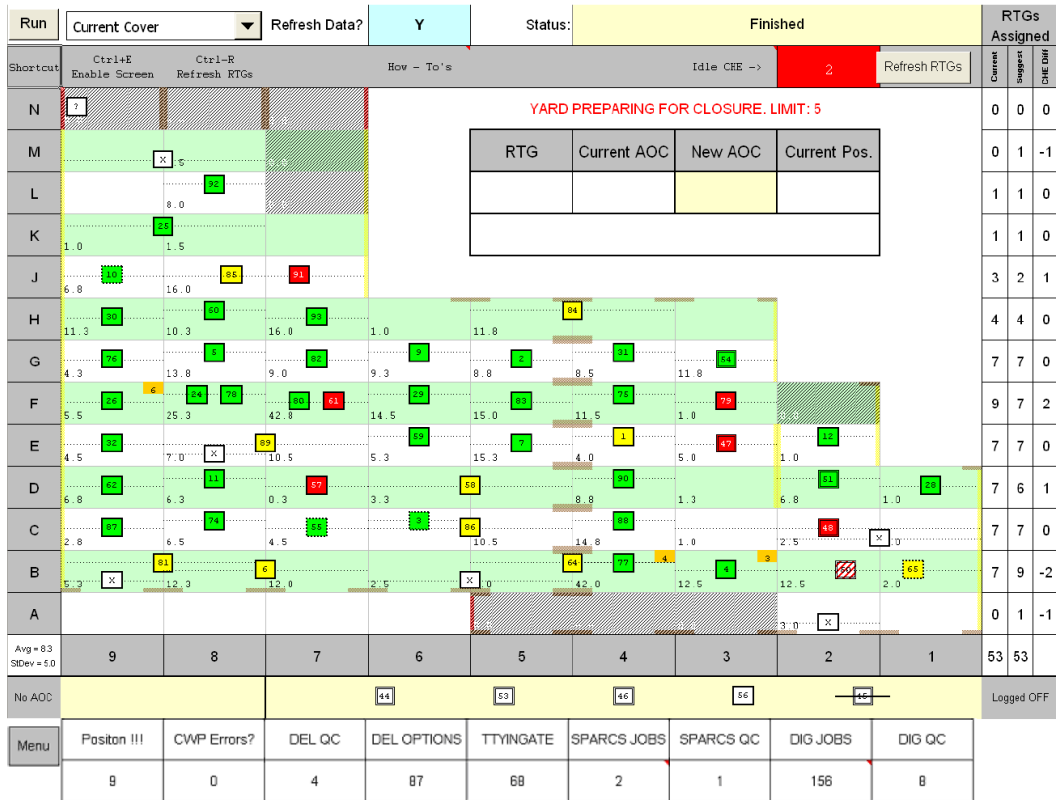 Run Current Cover Refresh Data? Y Status: Finished RTGs Assigned
Shortcut Ctrl+E Enable Screen Ctrl-R Refresh RTGs How - To's Idle CHE -> 2 Refresh RTGs Current Suggest CHE Diff
N ? YARD PREPARING FOR CLOSURE. LIMIT: 5 0 0 0
RTG Current AOC New AOC Current Pos.
M X 0 1 -1
L 92 8.0 1 1 0
K 25 1.0 1.5 1 1 0
J 10 85 91 6.8 16.0 3 2 1
H 30 60 93 84 11.3 10.3 16.0 1.0 11.8 4 4 0
G 76 5 82 9 2 31 54 4.3 13.8 9.0 9.3 8.8 8.5 11.8 7 7 0
F 26 6 24 78 80 61 29 83 75 79 5.5 25.3 42.8 14.5 15.0 11.5 1.0 9 7 2
E 32 X 89 59 7 1 47 12 4.5 7.0 10.5 5.3 15.3 4.0 5.0 1.0 7 7 0
D 62 11 57 58 90 51 28 6.8 6.3 0.3 3.3 8.8 1.3 6.8 1.0 7 6 1
C 87 74 55 3 86 88 48 X 2.8 6.5 4.5 10.5 14.8 1.0 2.5 7 7 0
B X 81 6 X 64 77 4 4 3 65 5.3 12.3 12.0 2.5 42.0 12.5 12.5 2.0 7 9 -2
A X 3.0 0 1 -1
Avg = 8.3
StDev = 5.0 9 8 7 6 5 4 3 2 1 53 53
No AOC 44 53 46 56 45 Logged OFF
Menu Positon !!! CWP Errors? DEL QC DEL OPTIONS TTYINGATE SPARCS JOBS SPARCS QC DIG JOBS DIG QC
9 0 4 87 68 2 1 156 8